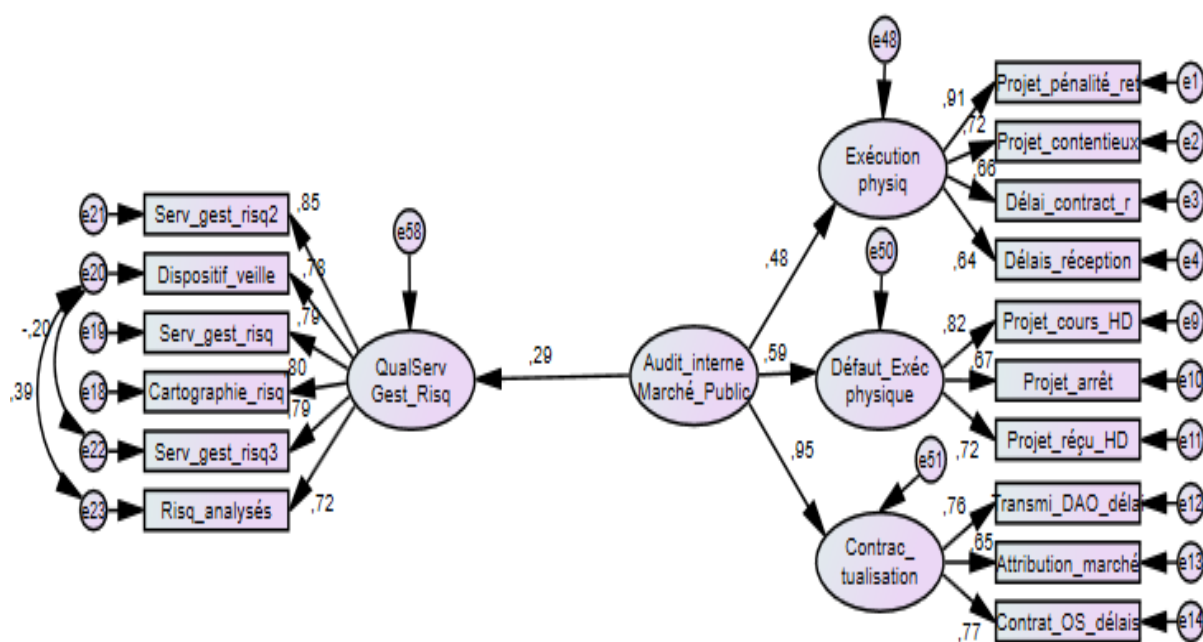 e48
e1
Projet_pénalité_ret
,91
e2
Projet_contentieux
,72
Exécution
physiq
,66
e3
Délai_contract_r
e21
Serv_gest_risq2
,85
e58
,48
,64
Délais_réception
e4
e50
e20
Dispositif_veille
,78
-,20
e19
Serv_gest_risq
,79
,82
Projet_cours_HD
e9
QualServ
Gest_Risq
,29
Audit_interne
Marché_Public
,59
Défaut_Exéc
physique
,67
Projet_arrêt
e10
,39
e18
Cartographie_risq
,80
,79
e22
Serv_gest_risq3
,72
Projet_réçu_HD
e11
,95
e51
e23
Risq_analysés
,72
,76
Transmi_DAO_délai
e12
Contrac_
tualisation
,65
Attribution_marché
e13
,77
Contrat_OS_délais
e14